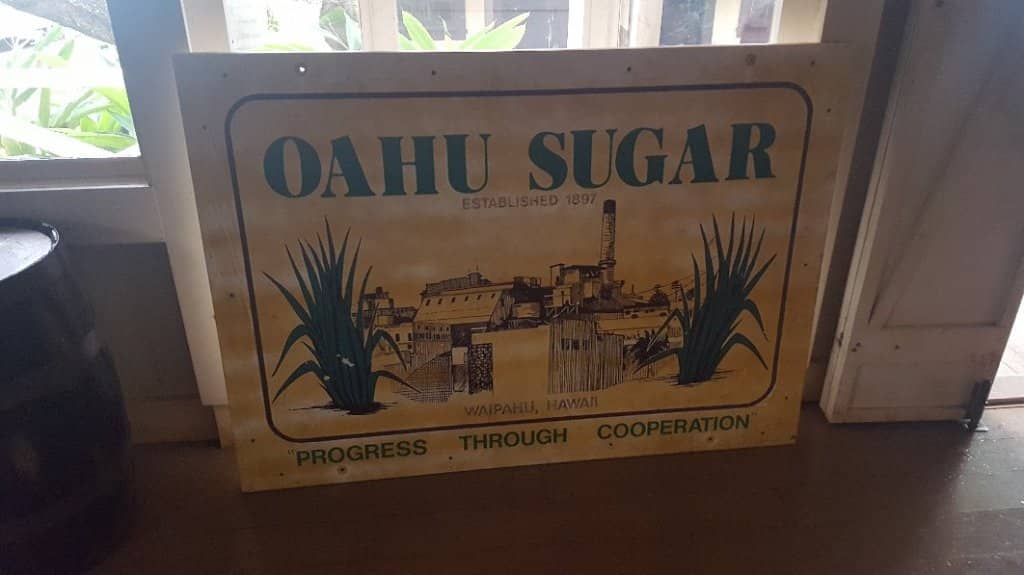 OAHU SUGAR
ESTABLISHED 1897
WAIPAHU, HAWAII
"PROGRESS THROUGH COOPERATION"